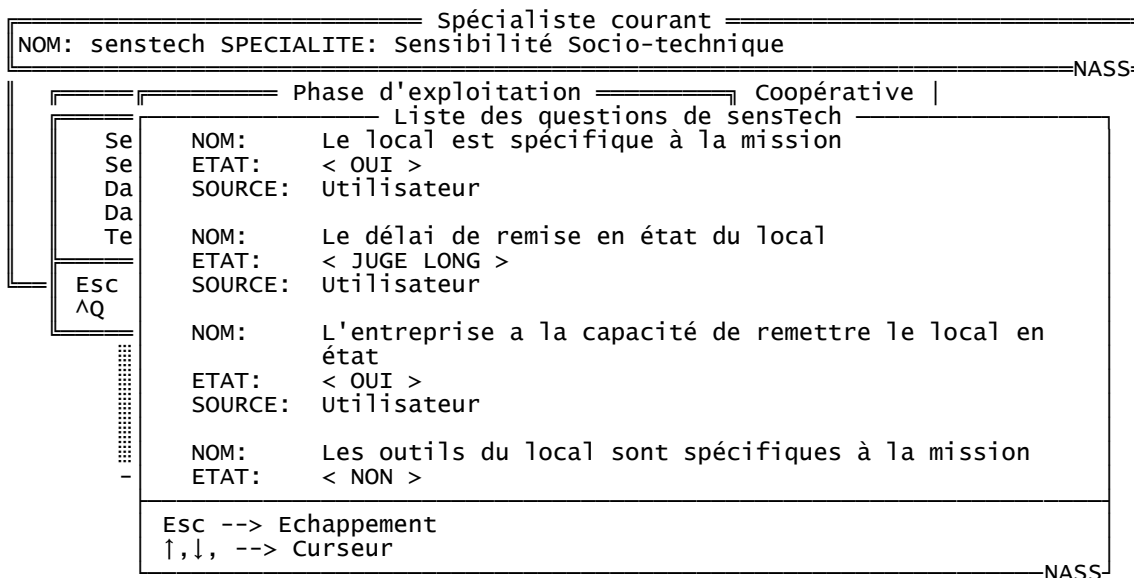 Spécialiste courant
NOM: senstech SPECIALITE: Sensibilité Socio-technique
NASS
Phase d'exploitation Coopérative |
Liste des questions de sensTech
Se NOM: Le local est spécifique à la mission
Se ETAT: < OUI >
Da SOURCE: Utilisateur
Da
Te NOM: Le délai de remise en état du local
ETAT: < JUGE LONG >
Esc SOURCE: Utilisateur
^Q
NOM: L'entreprise a la capacité de remettre le local en
état
ETAT: < OUI >
SOURCE: Utilisateur
NOM: Les outils du local sont spécifiques à la mission
- ETAT: < NON >
Esc --> Echappement
↑,↓, --> Curseur
NASS